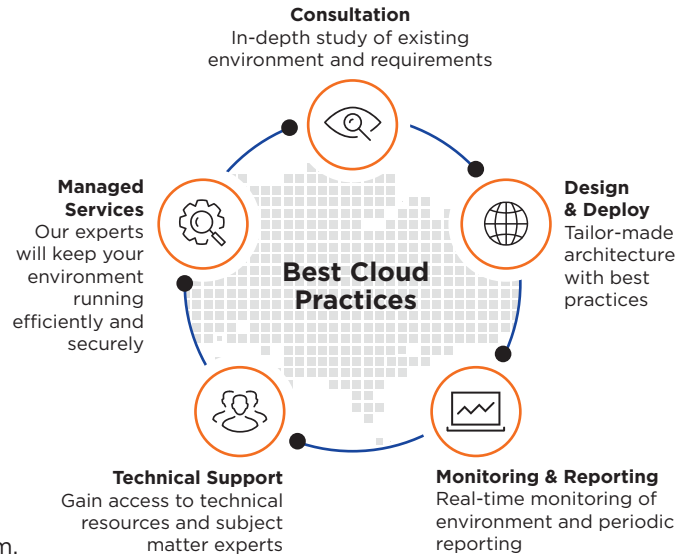 Consultation
In-depth study of existing
environment and requirements
Design
& Deploy
Tailor-made
architecture
with best
practices
Monitoring & Reporting
Real-time monitoring of
environment and periodic
reporting
Technical Support
Gain access to technical
resources and subject
matter experts
Managed
Services
Our experts
will keep your
environment
running
efficiently and
securely
Best Cloud
Practices